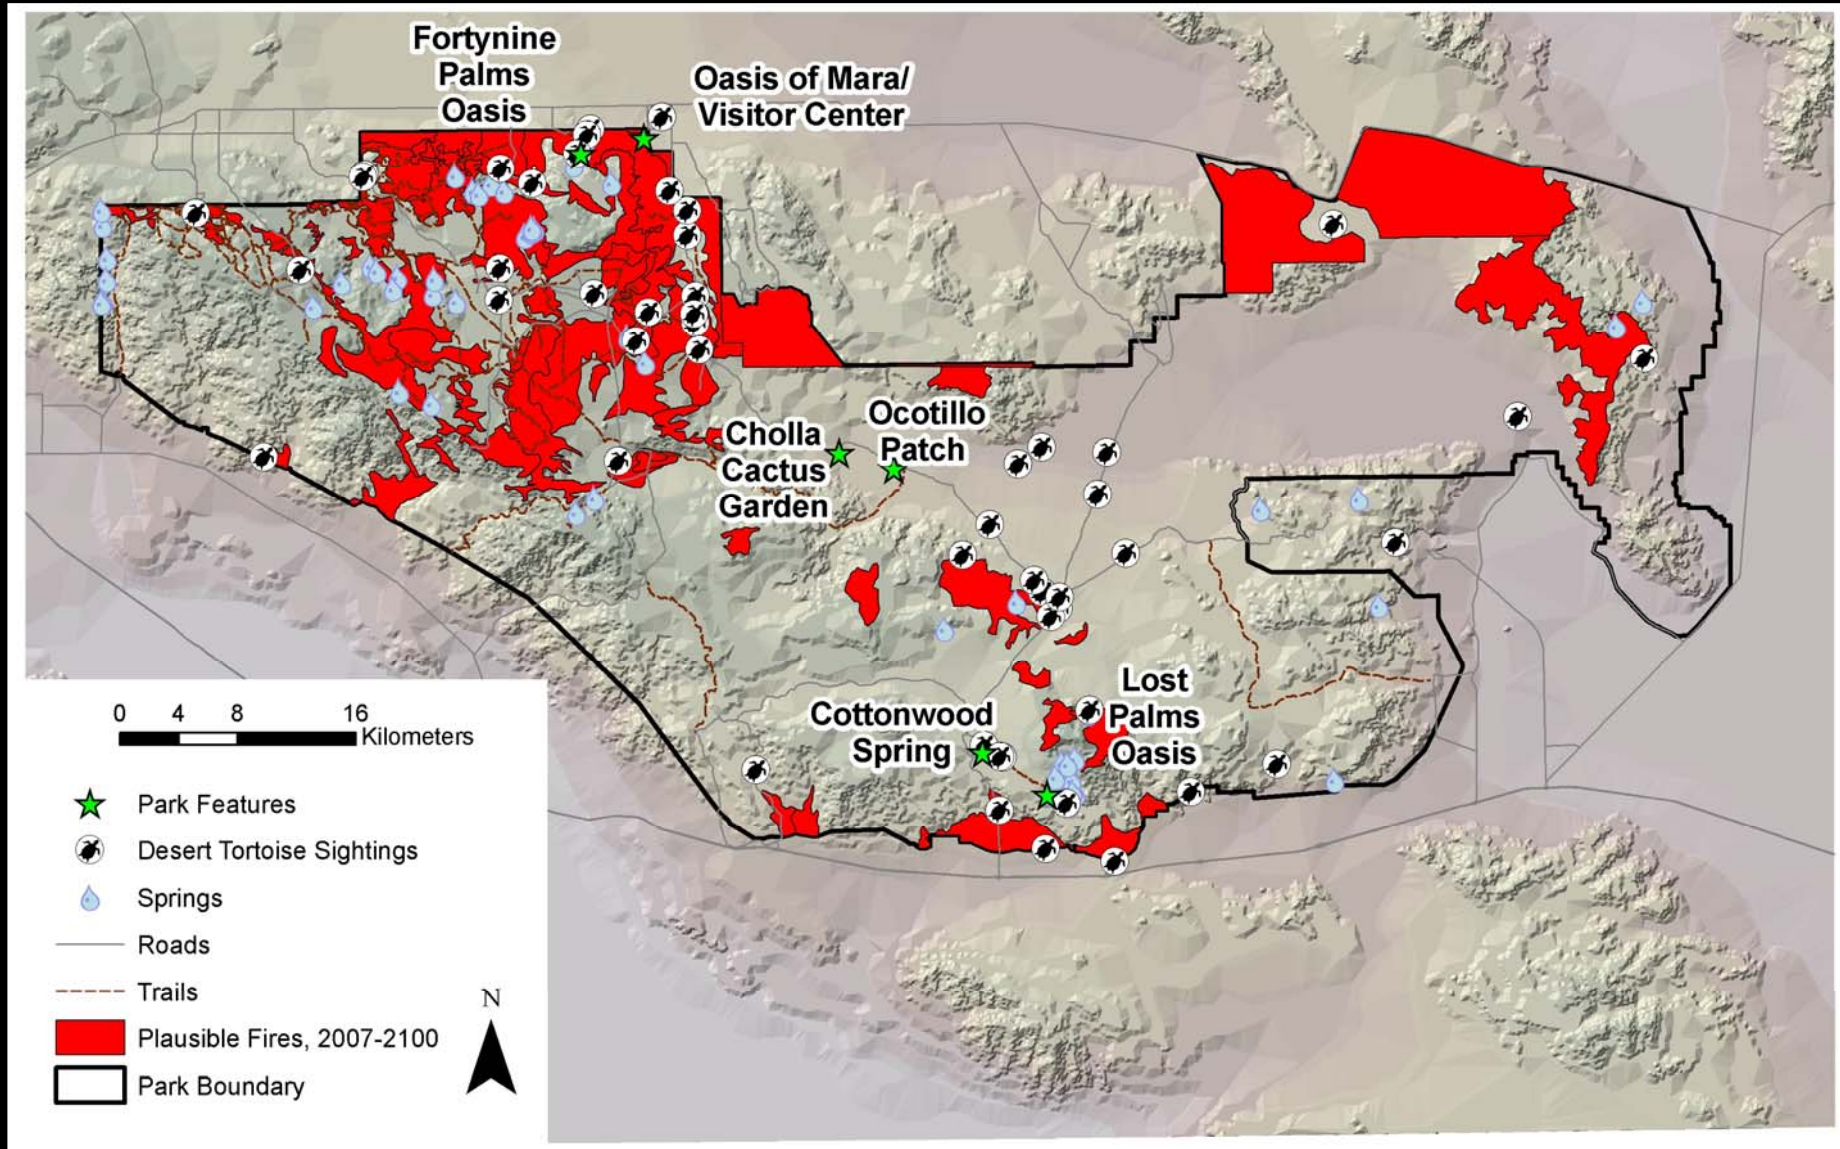 Fortynine
Palms
Oasis
Oasis of Mara/
Visitor Center
Ocotillo
Patch
Cholla
Cactus
Garden
Lost
Palms
Oasis
Cottonwood
Spring
0 4 8 16
Kilometers
Park Features
Desert Tortoise Sightings
Springs
Roads
Trails
Plausible Fires, 2007-2100
Park Boundary
N